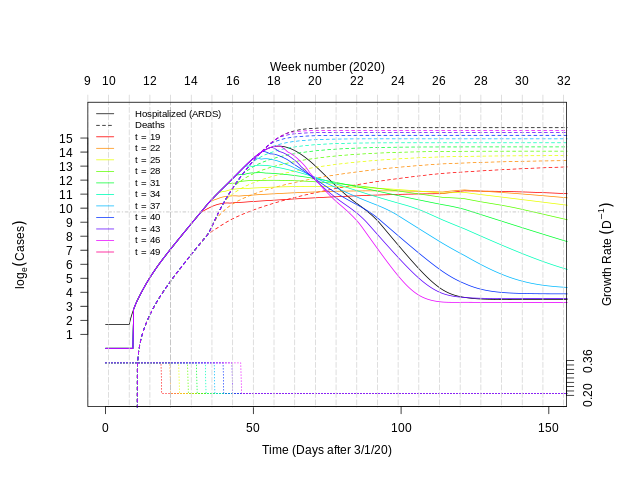 Week number (2020)
9 10 12 14 16 18 20 22 24 26 28 30 32
Hospitalized (ARDS)
Deaths
t = 19
t = 22
t = 25
t = 28
t = 31
t = 34
t = 37
t = 40
t = 43
t = 46
t = 49
15
14
13
12
11
10
9
8
7
6
5
4
3
2
1
logₑ(Cases)
Growth Rate (D⁻¹)
0.36
0.20
0 50 100 150
Time (Days after 3/1/20)